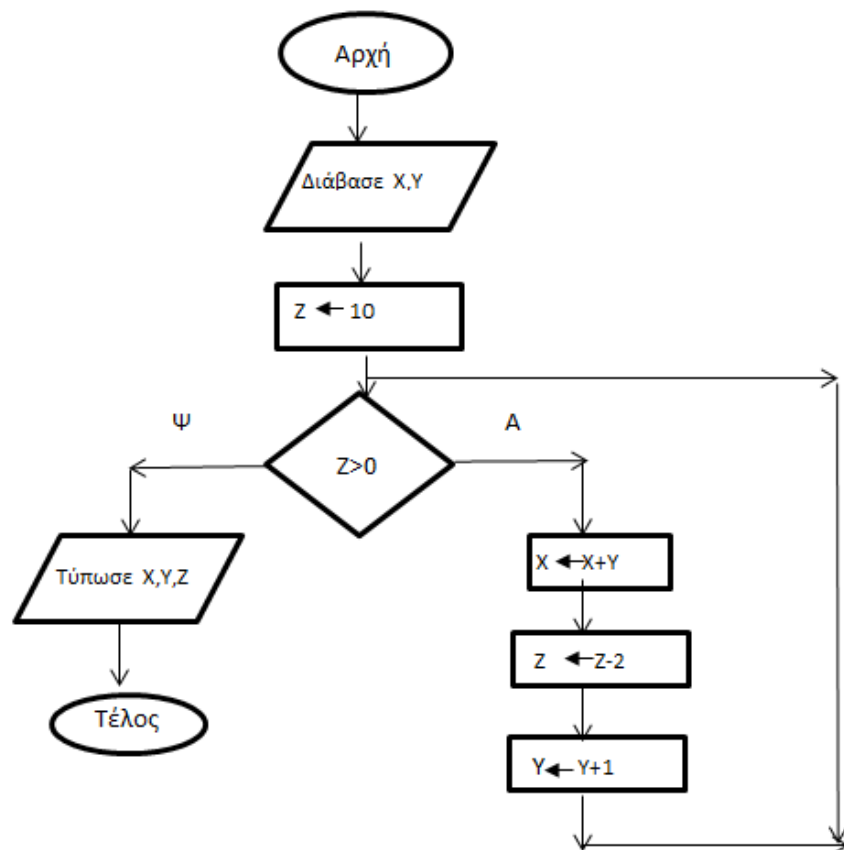 Αρχή
Διάβασε X,Y
Z ← 10
Ψ
Α
Z>0
X ← X+Y
Τύπωσε X,Y,Z
Z ← Z-2
Τέλος
Y ← Y+1